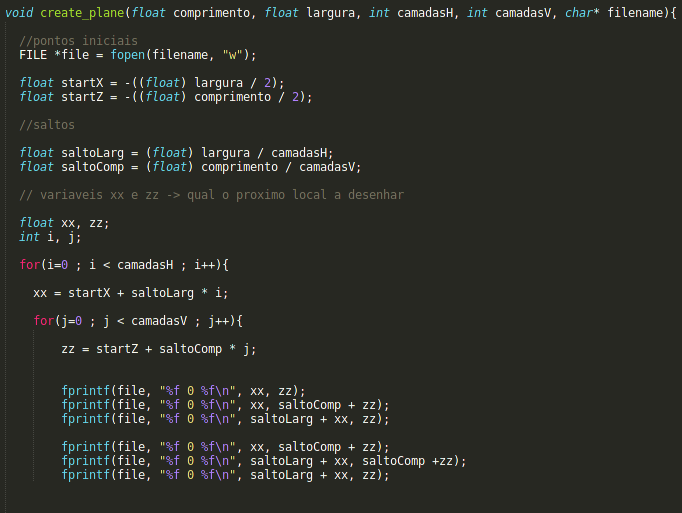 void create_plane(float comprimento, float largura, int camadasH, int camadasV, char* filename){
//pontos iniciais
FILE *file = fopen(filename, "w");
float startX = -((float) largura / 2);
float startZ = -((float) comprimento / 2);
//saltos
float saltoLarg = (float) largura / camadasH;
float saltoComp = (float) comprimento / camadasV;
// variaveis xx e zz -> qual o proximo local a desenhar
float xx, zz;
int i, j;
for(i=0 ; i < camadasH ; i++){
xx = startX + saltoLarg * i;
for(j=0 ; j < camadasV ; j++){
zz = startZ + saltoComp * j;
fprintf(file, "%f 0 %f\n", xx, zz);
fprintf(file, "%f 0 %f\n", xx, saltoComp + zz);
fprintf(file, "%f 0 %f\n", saltoLarg + xx, zz);
fprintf(file, "%f 0 %f\n", xx, saltoComp + zz);
fprintf(file, "%f 0 %f\n", saltoLarg + xx, saltoComp +zz);
fprintf(file, "%f 0 %f\n", saltoLarg + xx, zz);